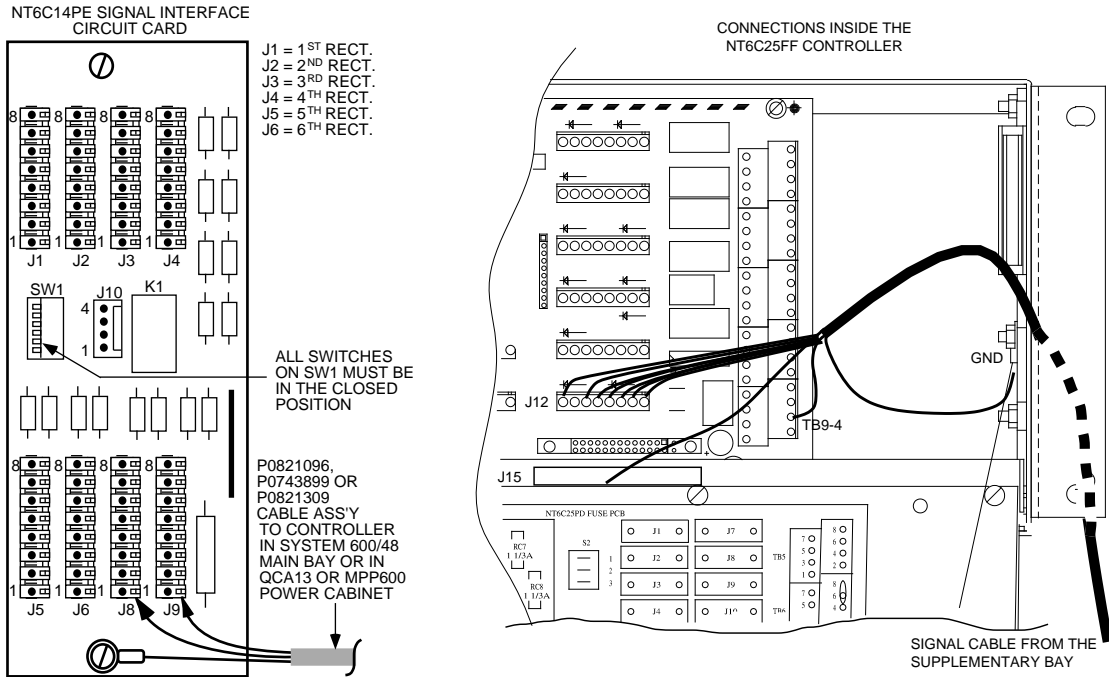 NT6C14PE SIGNAL INTERFACE
CIRCUIT CARD
J1 = 1ST RECT.
J2 = 2ND RECT.
J3 = 3RD RECT.
J4 = 4TH RECT.
J5 = 5TH RECT.
J6 = 6TH RECT.
8 8 8 8
1 1 1 1
J1 J2 J3 J4
SW1 J10 K1
4
1
ALL SWITCHES
ON SW1 MUST BE
IN THE CLOSED
POSITION
8 8 8 8
1 1 1 1
J5 J6 J8 J9
P0821096,
P0743899 OR
P0821309
CABLE ASS'Y
TO CONTROLLER
IN SYSTEM 600/48
MAIN BAY OR IN
QCA13 OR MPP600
POWER CABINET
CONNECTIONS INSIDE THE
NT6C25FF CONTROLLER
GND
J12
TB9-4
+
J15
NT6C25PD FUSE PCB
RC7
1 1/3A
RC8
1 1/3A
S2
1
2
3
J1 J7
J2 J8
J3 J9
J4 J10
TB5
7
5
3
1
8
6
4
2
TB6
7
5
8
6
4
SIGNAL CABLE FROM THE
SUPPLEMENTARY BAY